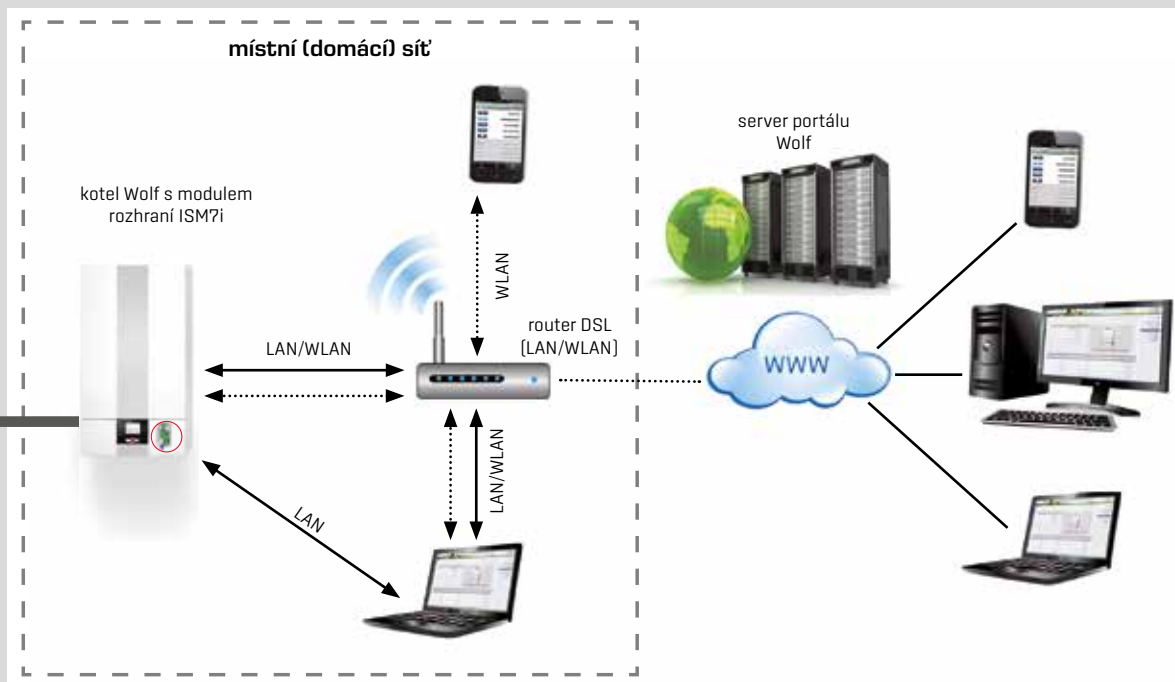 místní (domácí) síť
server portálu
Wolf
kotel Wolf s modulem
rozhraní ISM7i
WLAN
router DSL
(LAN/WLAN)
LAN/WLAN
WWW
LAN/WLAN
LAN